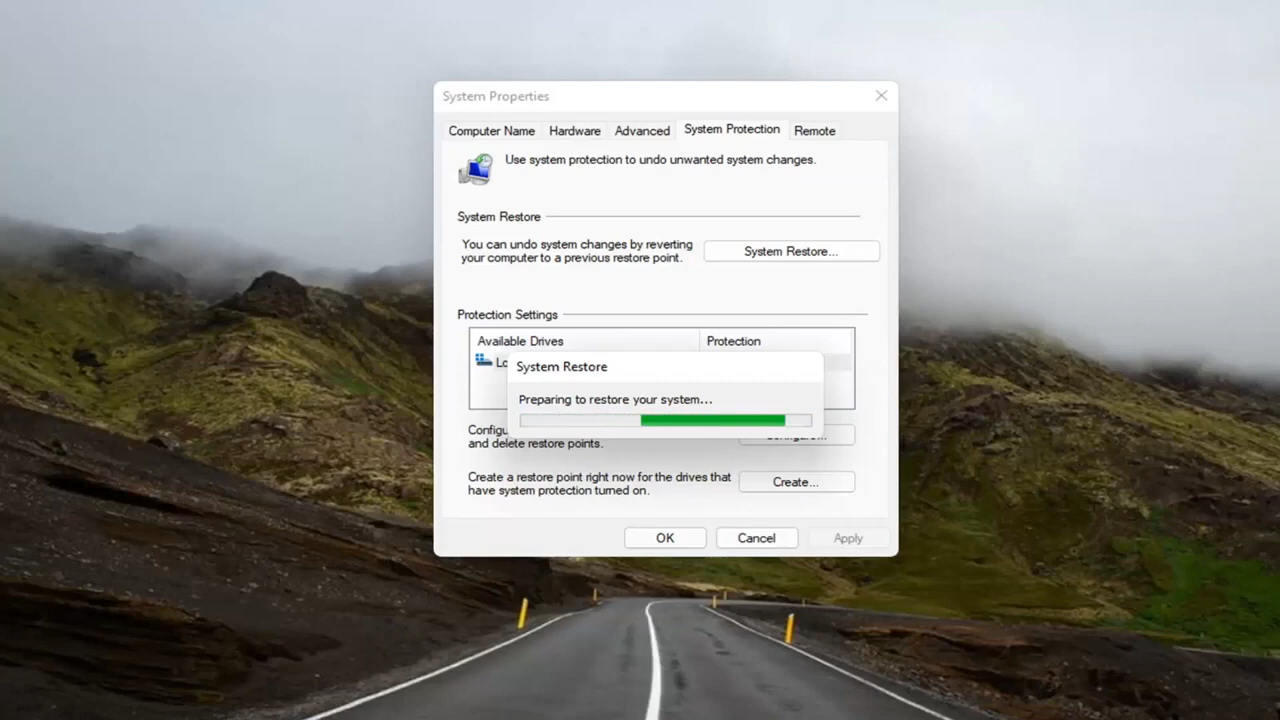 System Properties
Computer Name Hardware Advanced System Protection Remote
Use system protection to undo unwanted system changes.
System Restore
You can undo system changes by reverting
your computer to a previous restore point.
System Restore...
Protection Settings
Available Drives Protection
Lo
System Restore
Preparing to restore your system...
Configu
and delete restore points.
Create a restore point right now for the drives that
have system protection turned on.
Create...
OK Cancel Apply